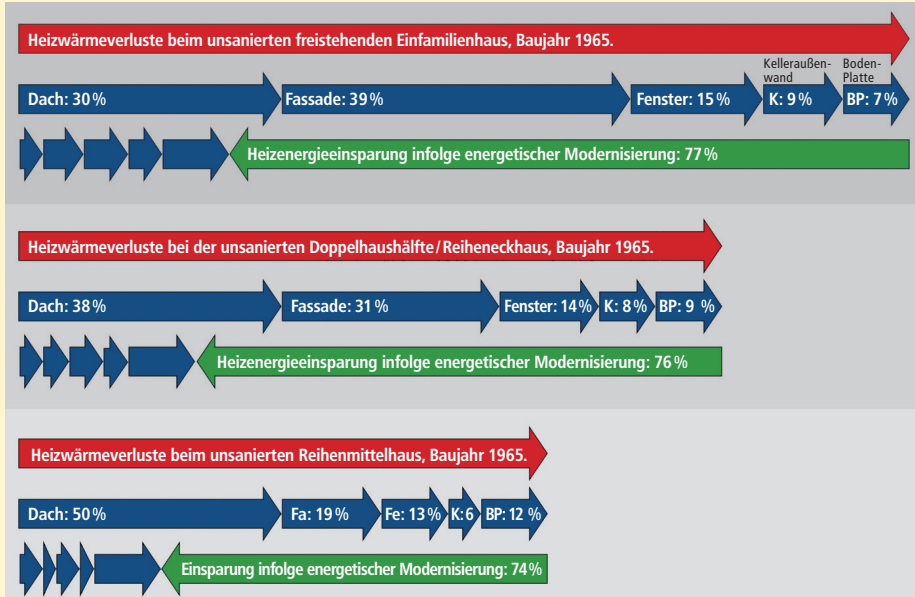 Heizwärmeverluste beim unsanierten freistehenden Einfamilienhaus, Baujahr 1965.
Kelleraußen-
wand
Boden-
Platte
Dach: 30 %
Fassade: 39 %
Fenster: 15 %
K: 9 %
BP: 7 %
Heizenergieeinsparung infolge energetischer Modernisierung: 77 %
Heizwärmeverluste bei der unsanierten Doppelhaushälfte / Reiheneckhaus, Baujahr 1965.
Dach: 38 %
Fassade: 31 %
Fenster: 14 %
K: 8 %
BP: 9 %
Heizenergieeinsparung infolge energetischer Modernisierung: 76 %
Heizwärmeverluste beim unsanierten Reihenmittelhaus, Baujahr 1965.
Dach: 50 %
Fa: 19 %
Fe: 13 %
K: 6
BP: 12 %
Einsparung infolge energetischer Modernisierung: 74 %